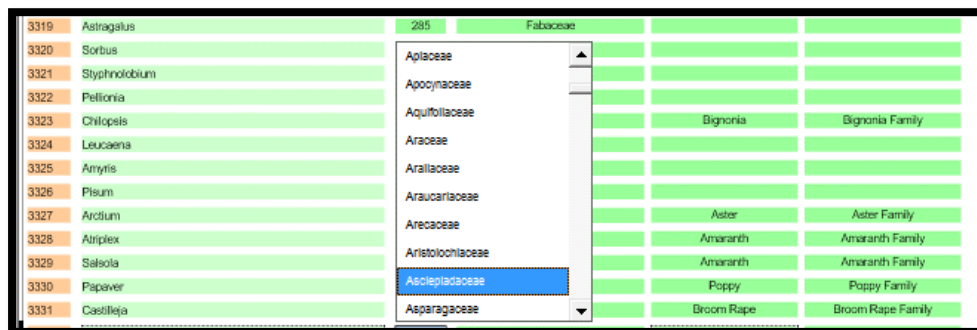 3319 Astragalus 285 Fabaceae
3320 Sorbus
Apiaceae
3321 Styphnolobium
Apocynaceae
3322 Pellionia
Aquifoliaceae
3323 Chilopsis Bignonia Bignonia Family
Araceae
3324 Leucaena
3325 Amyris
Araliaceae
3326 Pisum
Araucariaceae
3327 Arctium Aster Aster Family
Arecaceae
3328 Atriplex Amaranth Amaranth Family
Aristolochiaceae
3329 Salsola Amaranth Amaranth Family
3330 Papaver Poppy Poppy Family
Asclepiadaceae
3331 Castilleja Broom Rape Broom Rape Family
Asparagaceae